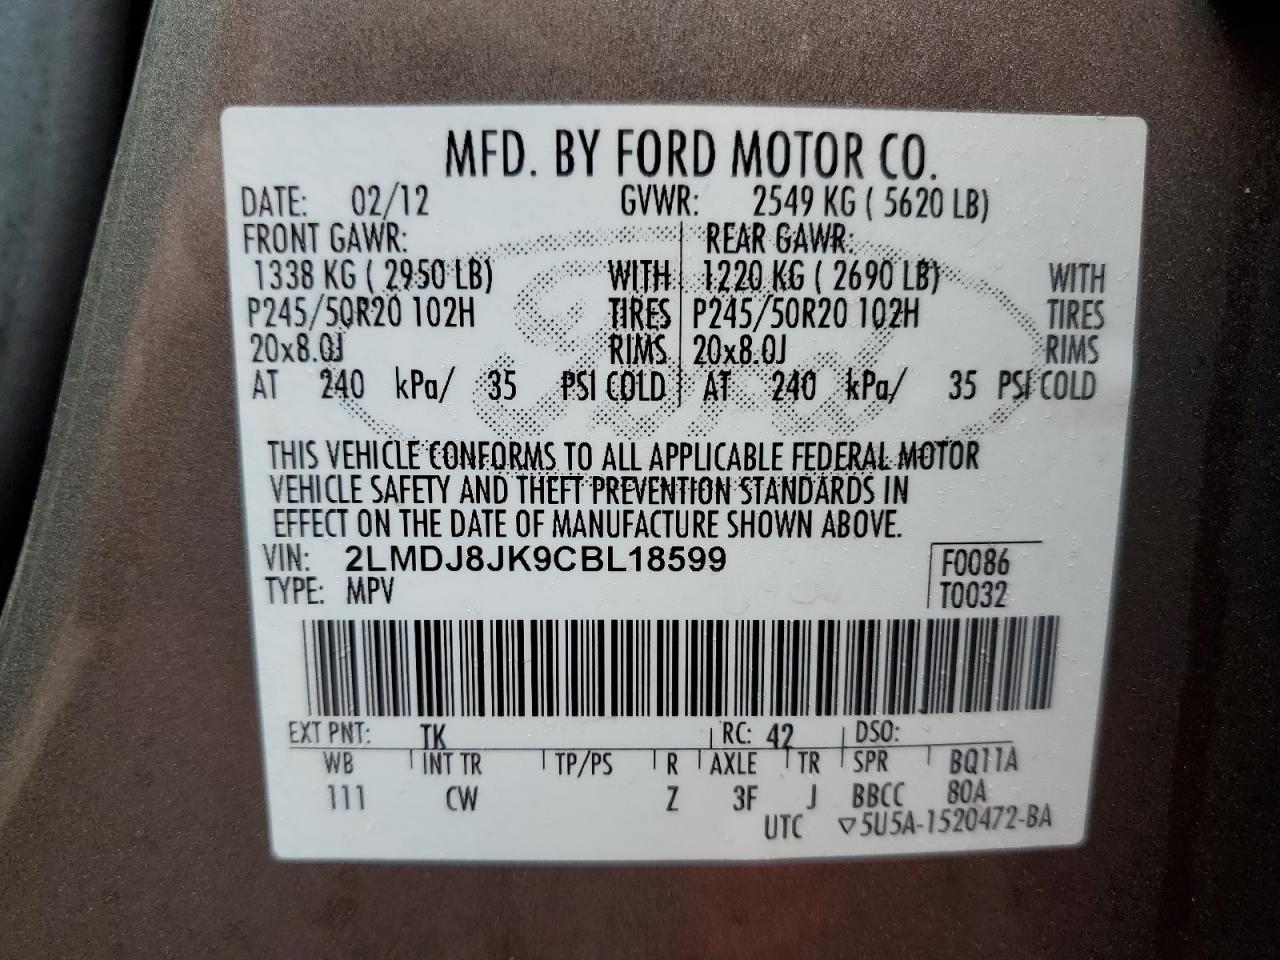 MFD. BY FORD MOTOR CO.
DATE: 02/12 GVWR: 2549 KG ( 5620 LB)
FRONT GAWR: REAR GAWR:
1338 KG ( 2950 LB) WITH 1220 KG ( 2690 LB) WITH
P245/50R20 102H TIRES P245/50R20 102H TIRES
20x8.0J RIMS 20x8.0J RIMS
AT 240 kPa/ 35 PSI COLD AT 240 kPa/ 35 PSI COLD
THIS VEHICLE CONFORMS TO ALL APPLICABLE FEDERAL MOTOR
VEHICLE SAFETY AND THEFT PREVENTION STANDARDS IN
EFFECT ON THE DATE OF MANUFACTURE SHOWN ABOVE.
VIN: 2LMDJ8JK9CBL18599 F0086
TYPE: MPV T0032
EXT PNT: TK RC: 42 DSO:
WB INT TR TP/PS R AXLE TR SPR BQ11A
111 CW Z 3F J BBCC 80A
UTC ▽5U5A-1520472-BA
Ford